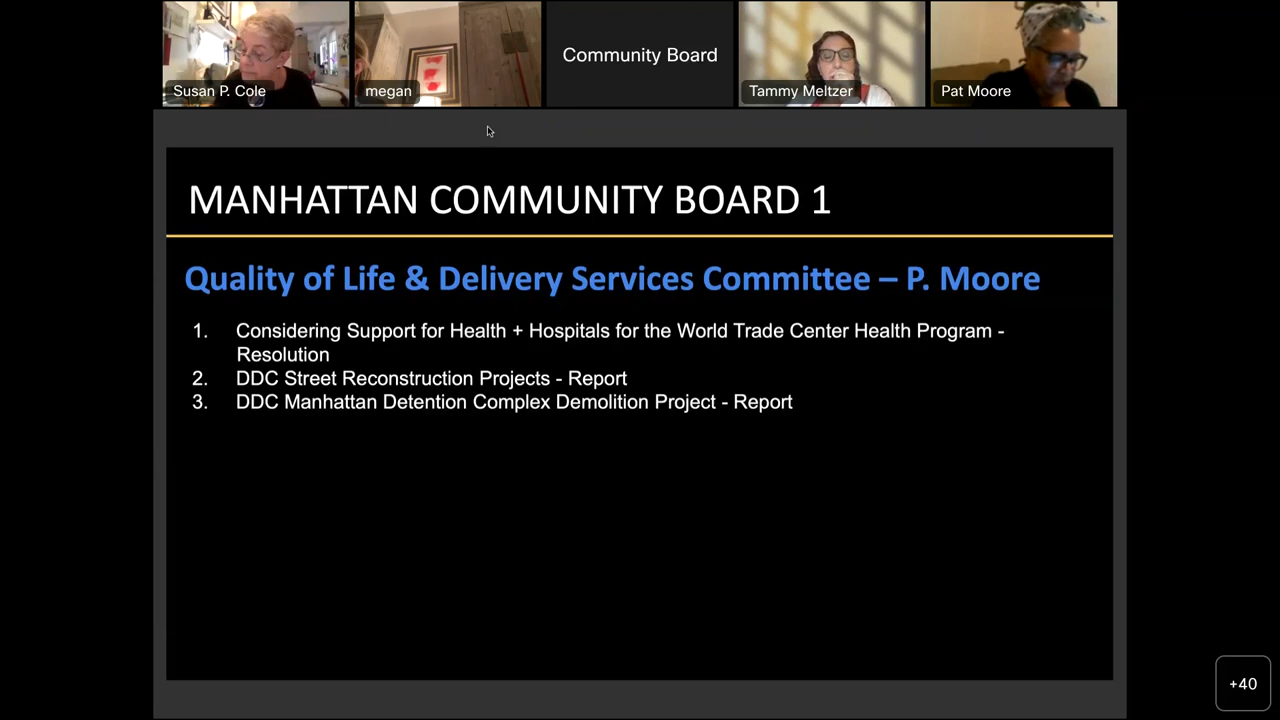 Susan P. Cole
megan
Community Board
Tammy Meltzer
Pat Moore
MANHATTAN COMMUNITY BOARD 1
Quality of Life & Delivery Services Committee – P. Moore
1. Considering Support for Health + Hospitals for the World Trade Center Health Program -
Resolution
2. DDC Street Reconstruction Projects - Report
3. DDC Manhattan Detention Complex Demolition Project - Report
+40